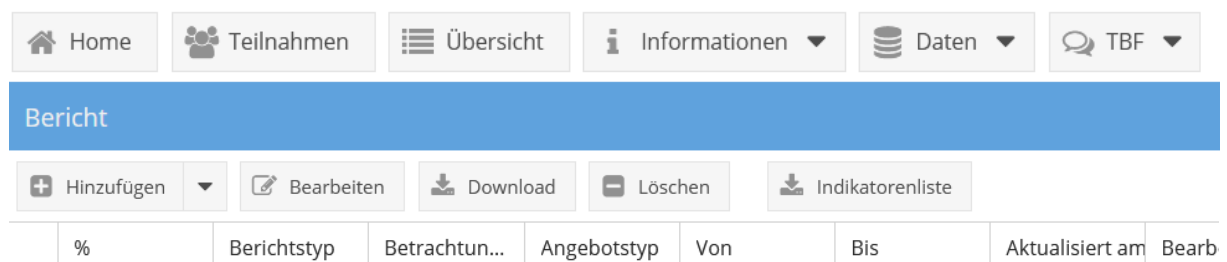 Home Teilnahmen Übersicht Informationen Daten TBF
Bericht
Hinzufügen Bearbeiten Download Löschen Indikatorenliste
% Berichtstyp Betrachtun... Angebotstyp Von Bis Aktualisiert am Bearb